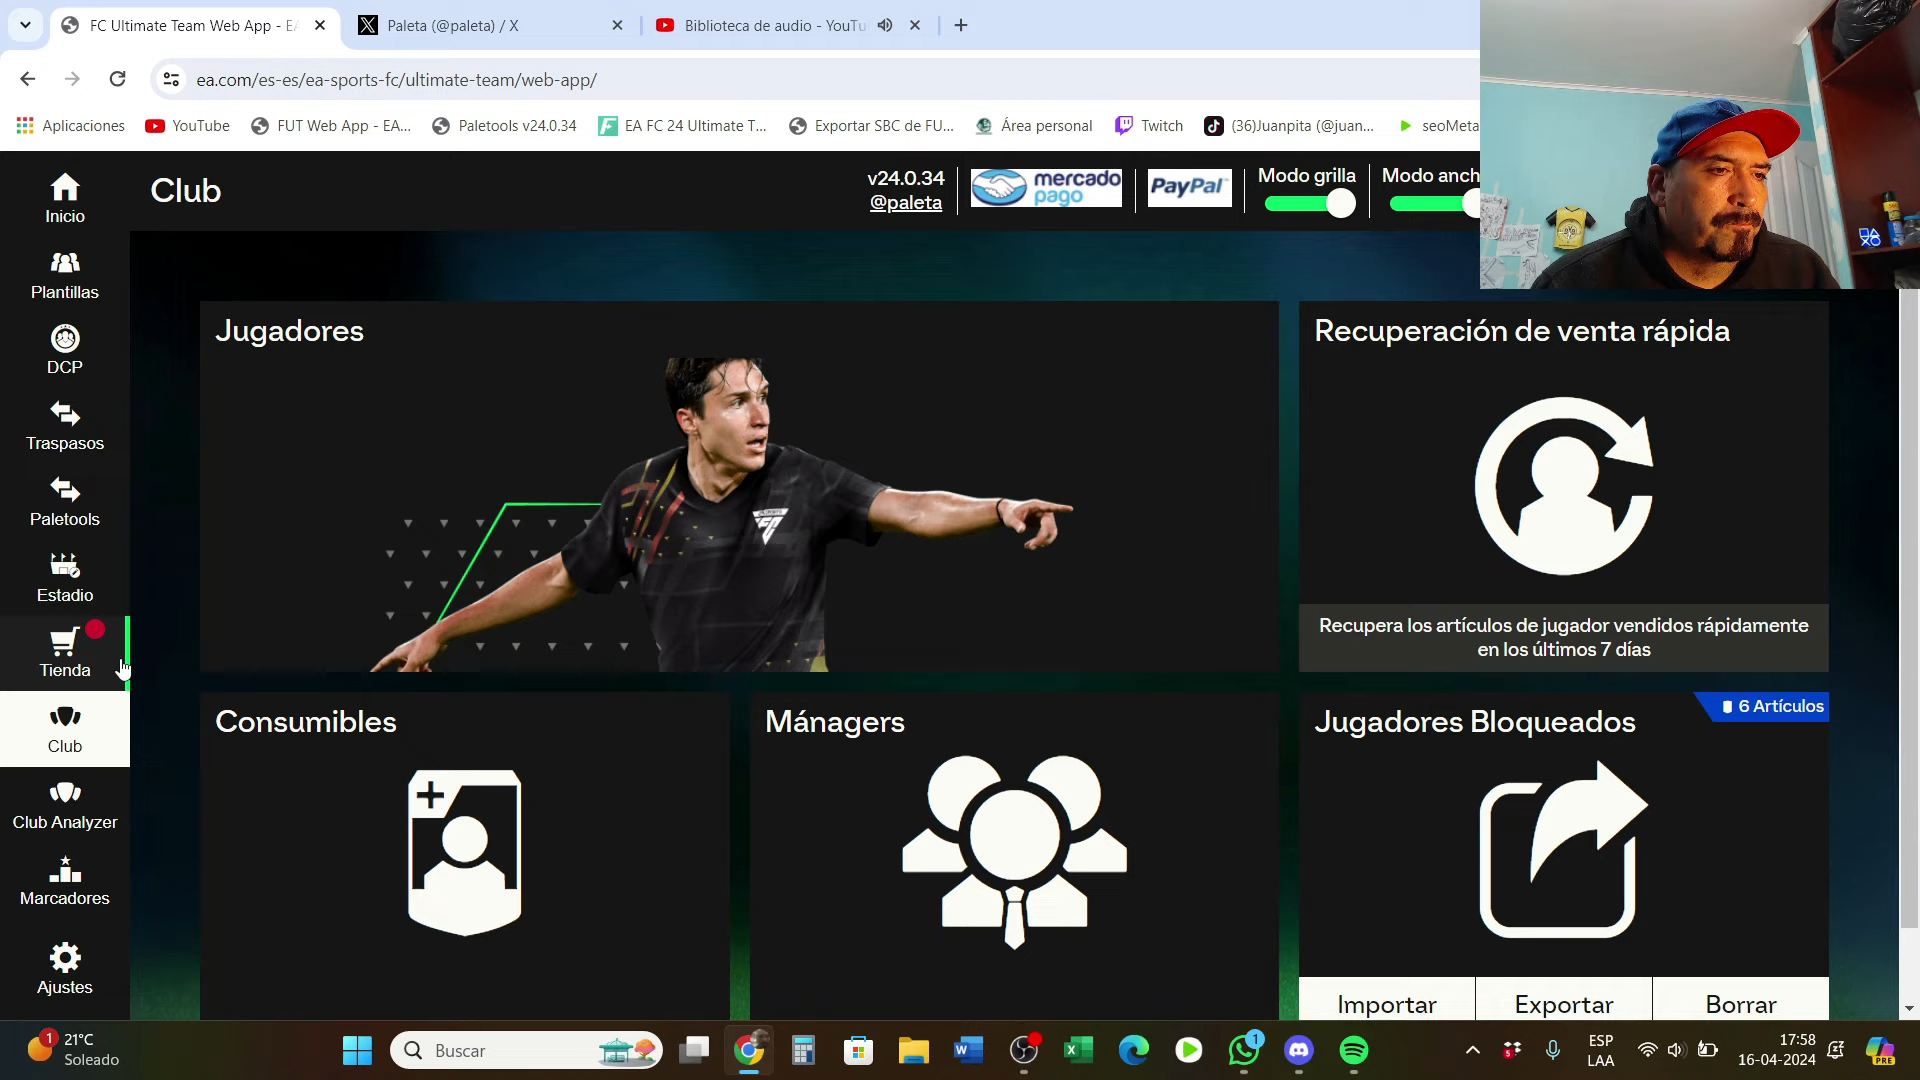 FC Ultimate Team Web App - EA
Paleta (@paleta) / X
Biblioteca de audio - YouTu
ea.com/es-es/ea-sports-fc/ultimate-team/web-app/
Aplicaciones
YouTube
FUT Web App - EA...
Paletools v24.0.34
EA FC 24 Ultimate T...
Exportar SBC de FU...
Área personal
Twitch
(36)Juanpita (@juan...
seoMeta
Inicio
Plantillas
DCP
Traspasos
Paletools
Estadio
Tienda
Club
Club Analyzer
Marcadores
Ajustes
Club
v24.0.34
@paleta
mercado
pago
PayPal
Modo grilla
Modo anch
Jugadores
Recuperación de venta rápida
Recupera los artículos de jugador vendidos rápidamente
en los últimos 7 días
Consumibles
Mánagers
Jugadores Bloqueados
6 Artículos
Importar
Exportar
Borrar
1
21°C
Soleado
Buscar
1
ESP
LAA
17:58
16-04-2024
PRE